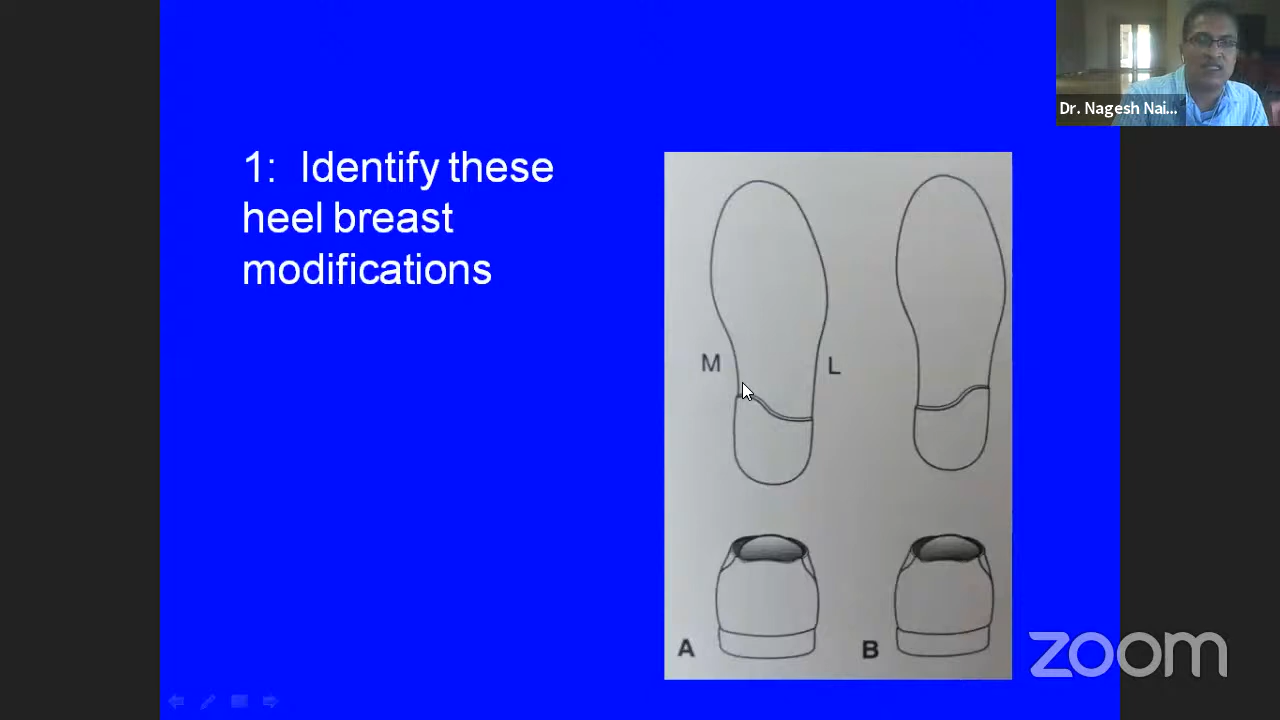 1: Identify these
heel breast
modifications
Dr. Nagesh Nai...
M
L
A
B
zoom